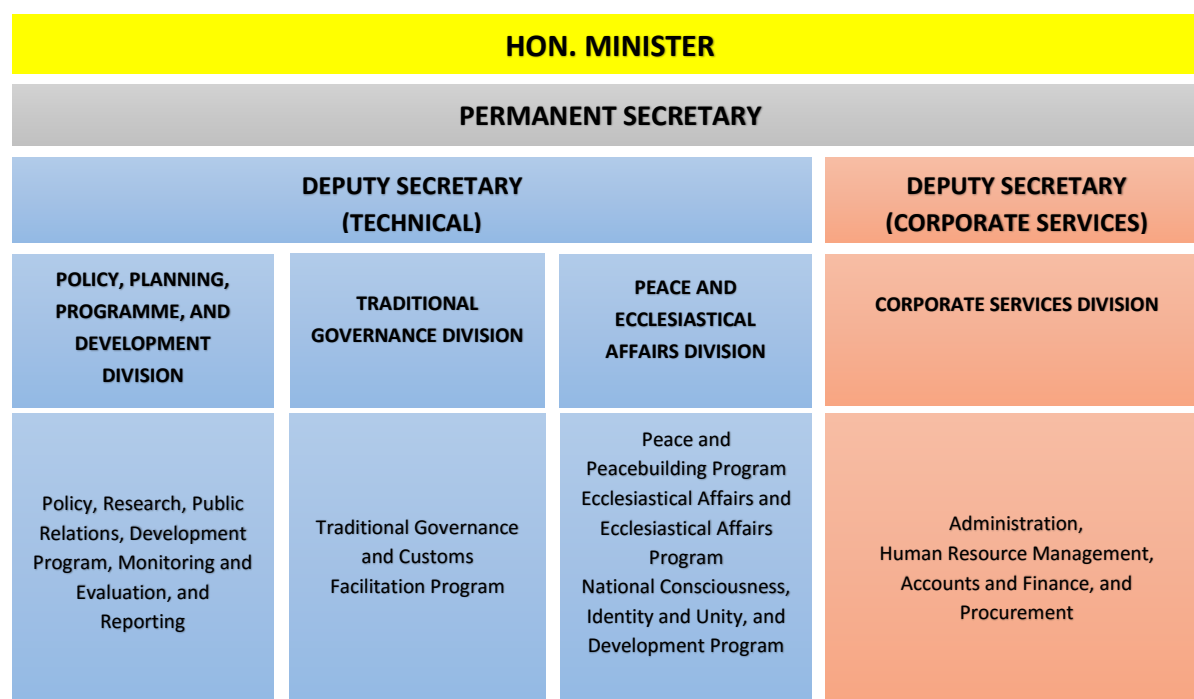 HON. MINISTER
PERMANENT SECRETARY
DEPUTY SECRETARY
(TECHNICAL)
DEPUTY SECRETARY
(CORPORATE SERVICES)
POLICY, PLANNING,
PROGRAMME, AND
DEVELOPMENT
DIVISION
TRADITIONAL
GOVERNANCE DIVISION
PEACE AND
ECCLESIASTICAL
AFFAIRS DIVISION
CORPORATE SERVICES DIVISION
Policy, Research, Public
Relations, Development
Program, Monitoring and
Evaluation, and
Reporting
Traditional Governance
and Customs
Facilitation Program
Peace and
Peacebuilding Program
Ecclesiastical Affairs and
Ecclesiastical Affairs
Program
National Consciousness,
Identity and Unity, and
Development Program
Administration,
Human Resource Management,
Accounts and Finance, and
Procurement